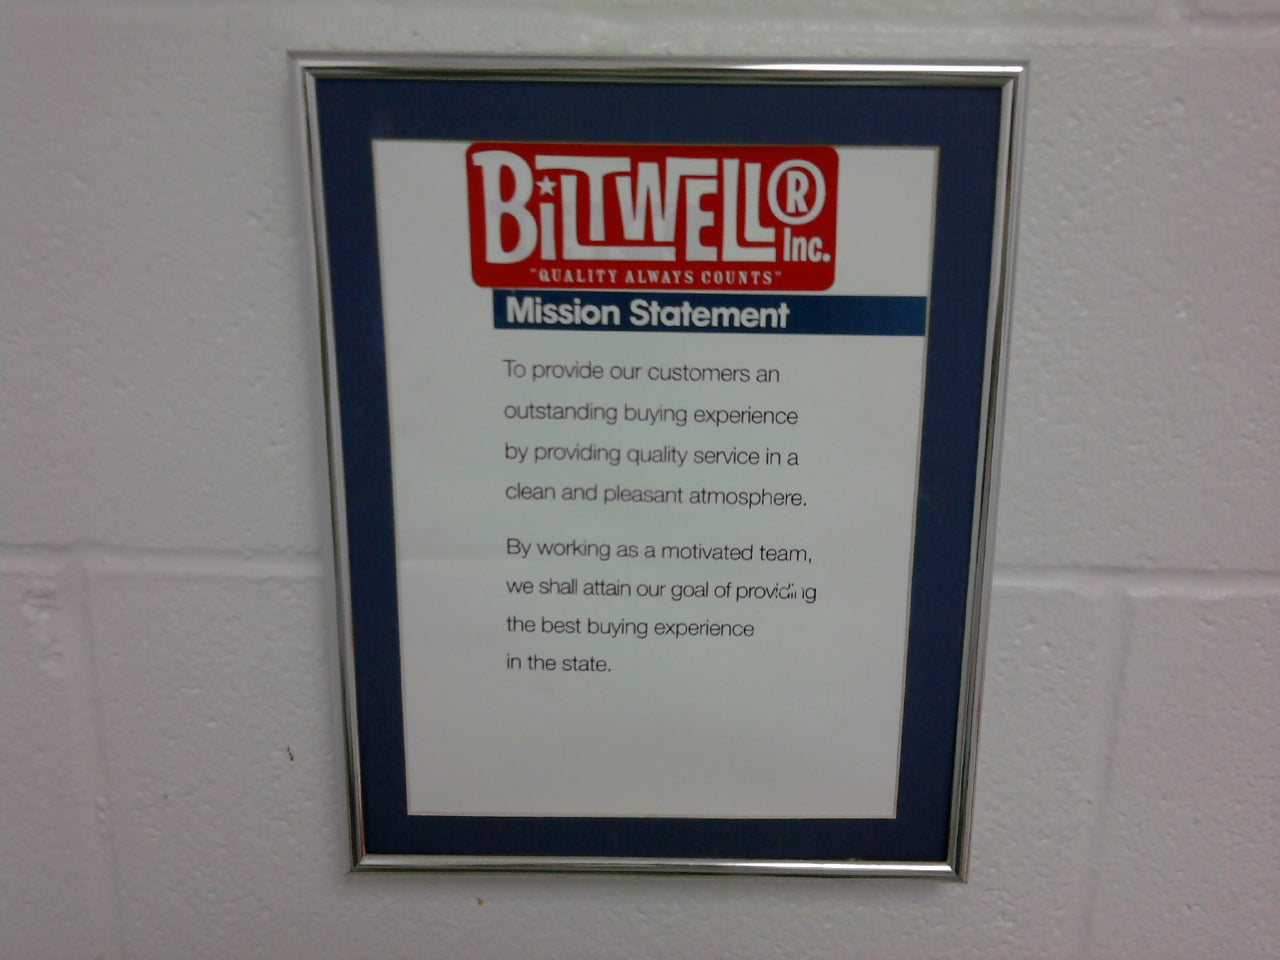 BiLTWELL® Inc.
"QUALITY ALWAYS COUNTS"
Mission Statement
To provide our customers an
outstanding buying experience
by providing quality service in a
clean and pleasant atmosphere.
By working as a motivated team,
we shall attain our goal of providing
the best buying experience
in the state.